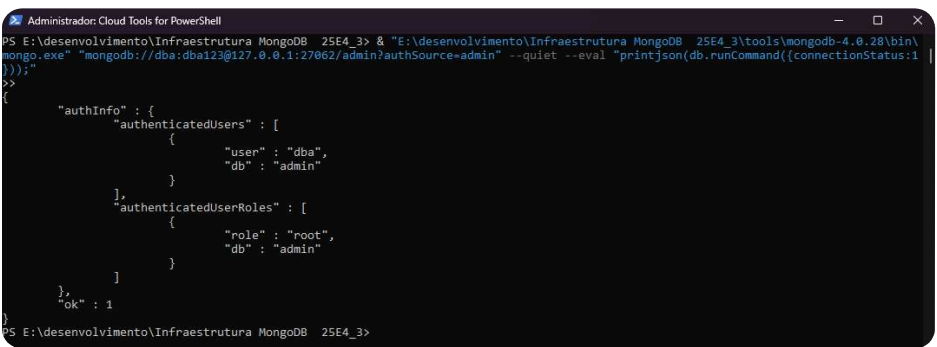 Administrador: Cloud Tools for PowerShell
PS E:\desenvolvimento\Infraestrutura MongoDB  25E4_3> & "E:\desenvolvimento\Infraestrutura MongoDB  25E4_3\tools\mongodb-4.0.28\bin\
mongo.exe" "mongodb://dba:dba123@127.0.0.1:27062/admin?authSource=admin" --quiet --eval "printjson(db.runCommand({connectionStatus:1
}));"
>>
{
        "authInfo" : {
                "authenticatedUsers" : [
                        {
                                "user" : "dba",
                                "db" : "admin"
                        }
                ],
                "authenticatedUserRoles" : [
                        {
                                "role" : "root",
                                "db" : "admin"
                        }
                ]
        },
        "ok" : 1
}
PS E:\desenvolvimento\Infraestrutura MongoDB  25E4_3>